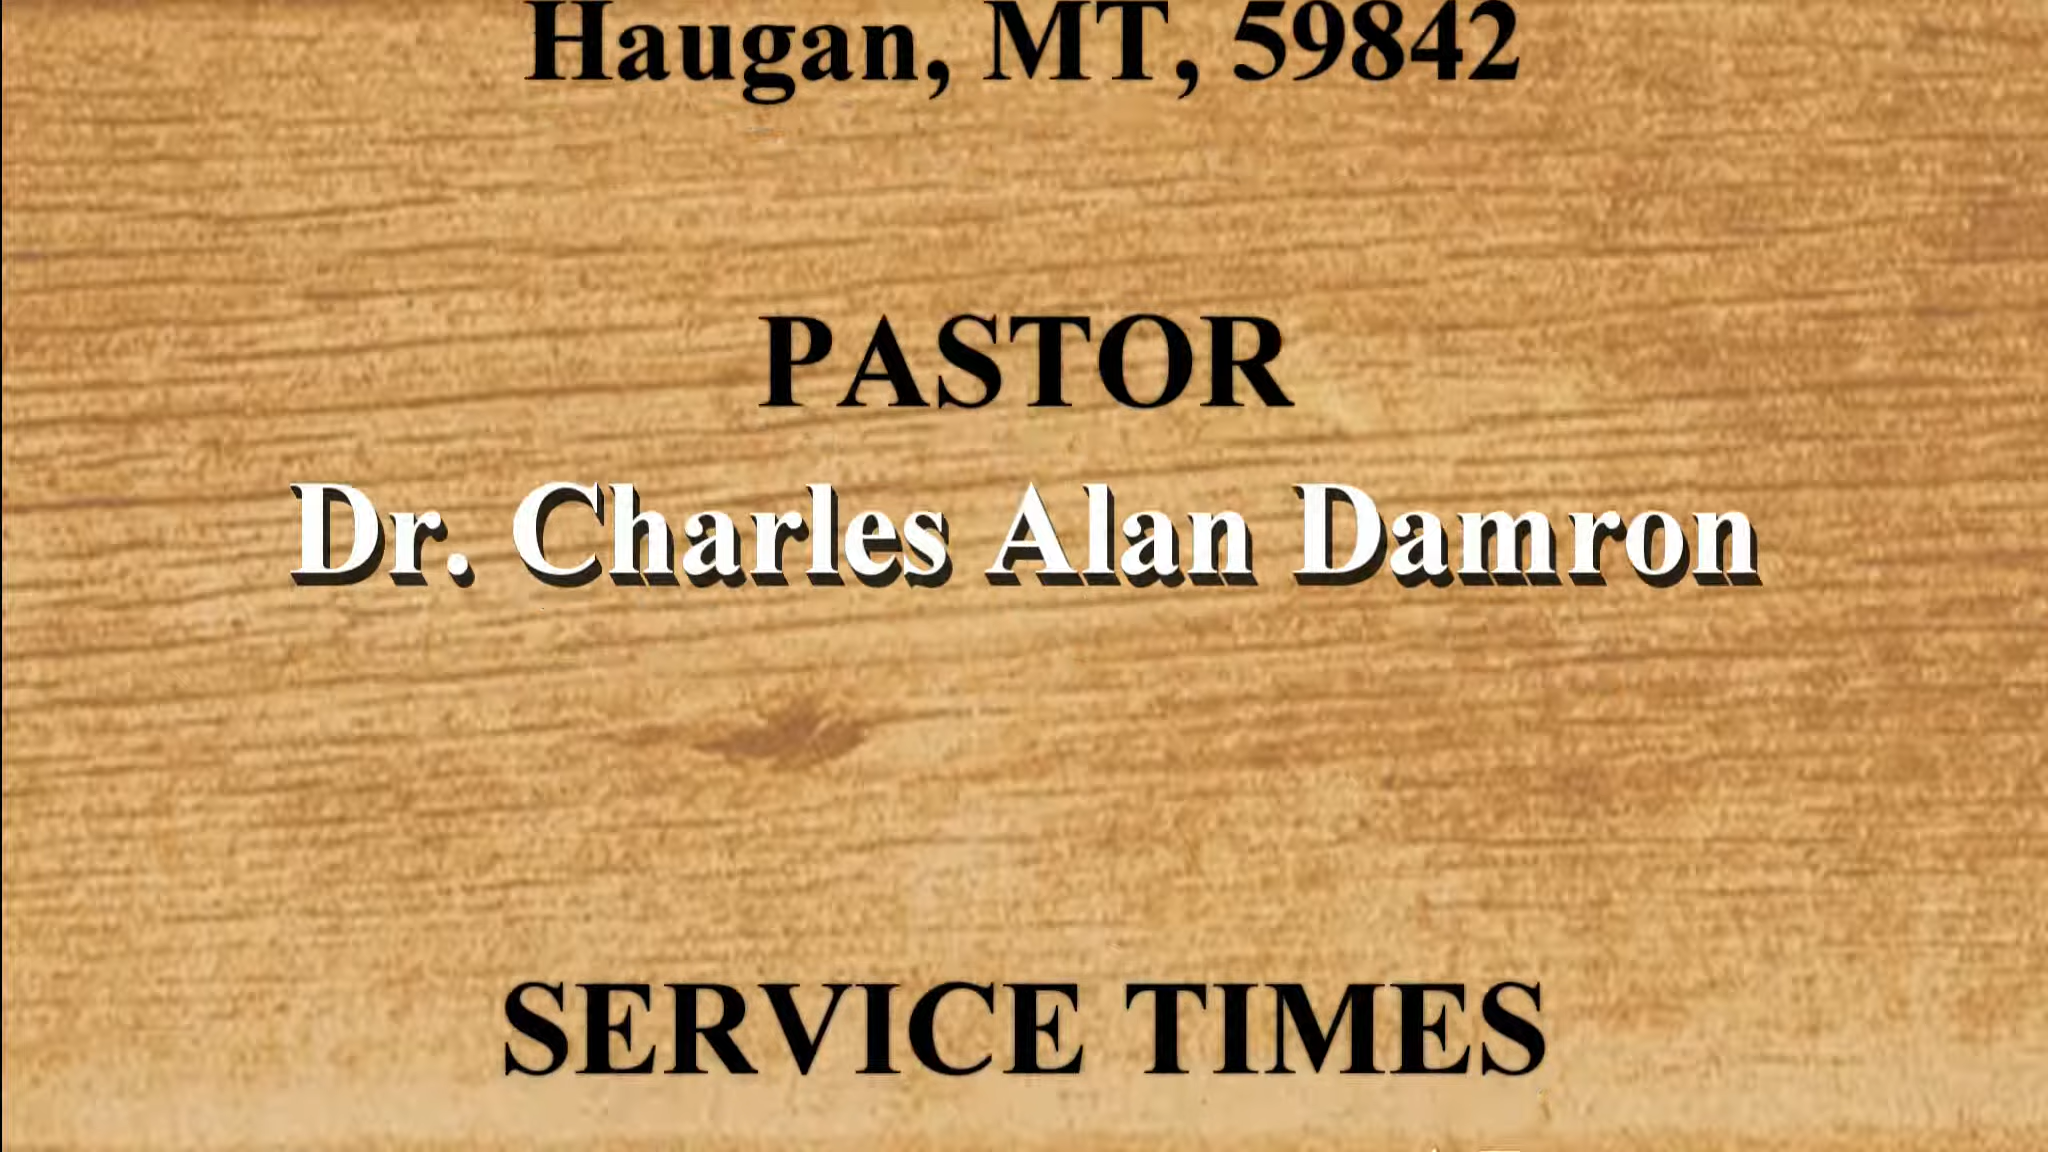 Haugan, MT, 59842
PASTOR
Dr. Charles Alan Damron
SERVICE TIMES